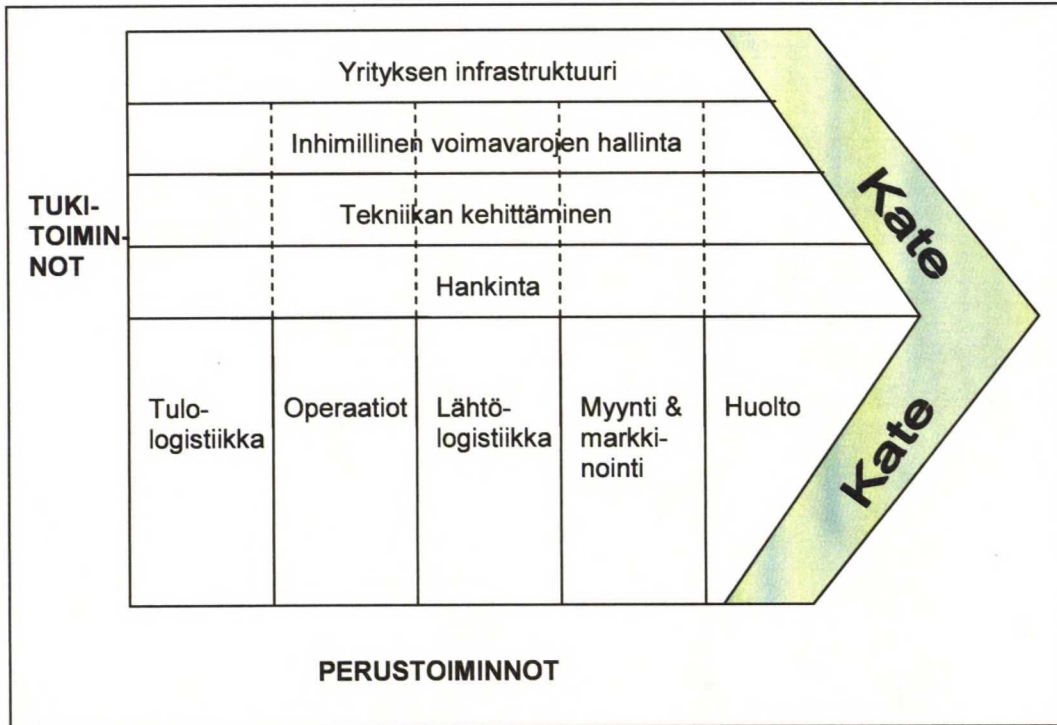 Yrityksen infrastruktuuri
Inhimillinen voimavarojen hallinta
Tekniikan kehittäminen
Hankinta
TUKI-
TOIMIN-
NOT
Tulo-
logistiikka
Operaatiot
Lähtö-
logistiikka
Myynti &
markki-
nointi
Huolto
Kate
Kate
PERUSTOIMINNOT